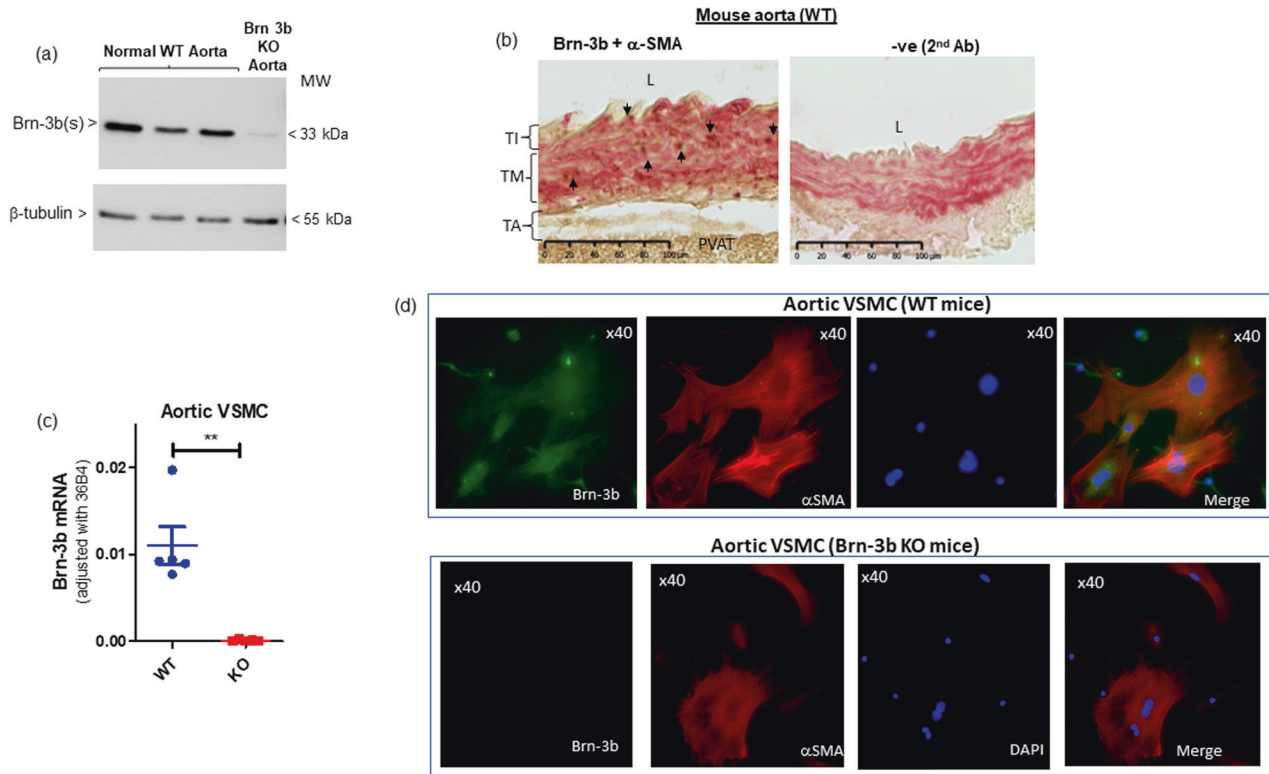 (a)
Normal WT Aorta
Brn 3b
KO
Aorta
MW
Brn-3b(s) >
< 33 kDa
β-tubulin >
< 55 kDa
Mouse aorta (WT)
(b)
Brn-3b + α-SMA
-ve (2nd Ab)
L
TI
TM
TA
PVAT
0 20 40 60 80 100 µm
L
0 20 40 60 80 100 µm
(c)
Aortic VSMC
**
Brn-3b mRNA
(adjusted with 36B4)
0.02
0.01
0.00
WT
KO
(d)
Aortic VSMC (WT mice)
x40
Brn-3b
x40
αSMA
x40
x40
Merge
Aortic VSMC (Brn-3b KO mice)
x40
Brn-3b
x40
αSMA
x40
DAPI
x40
Merge